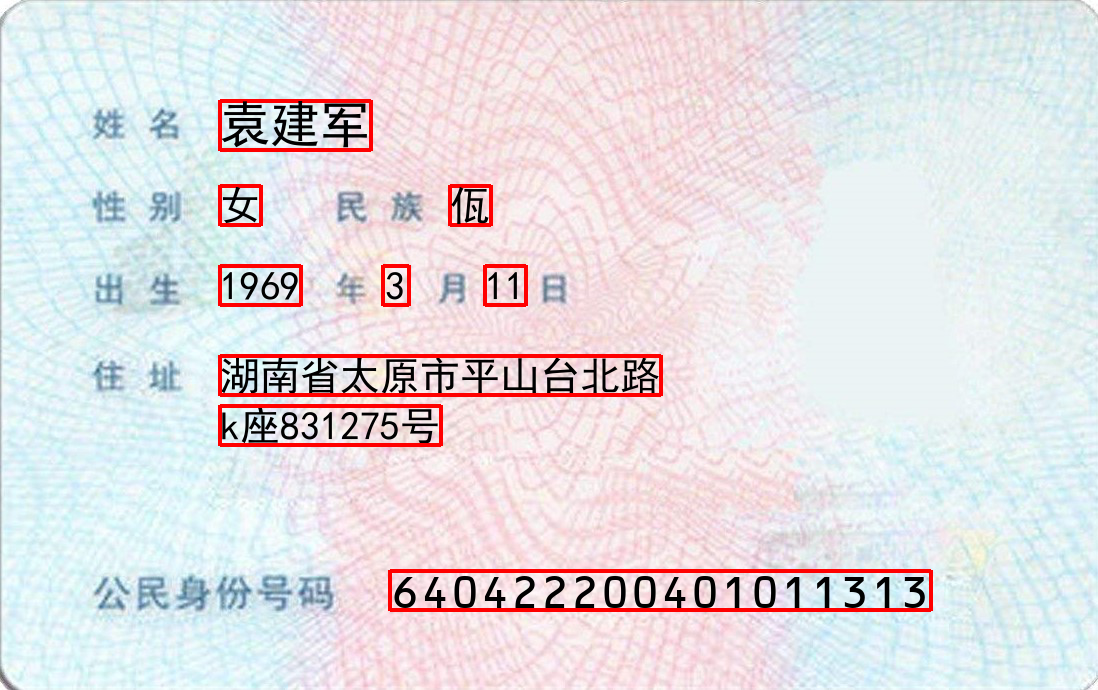 姓名 袁建军
性别 女 民族 佤
出生 1969 年 3 月 11 日
住址 湖南省太原市平山台北路
k座831275号
公民身份号码 640422200401011313